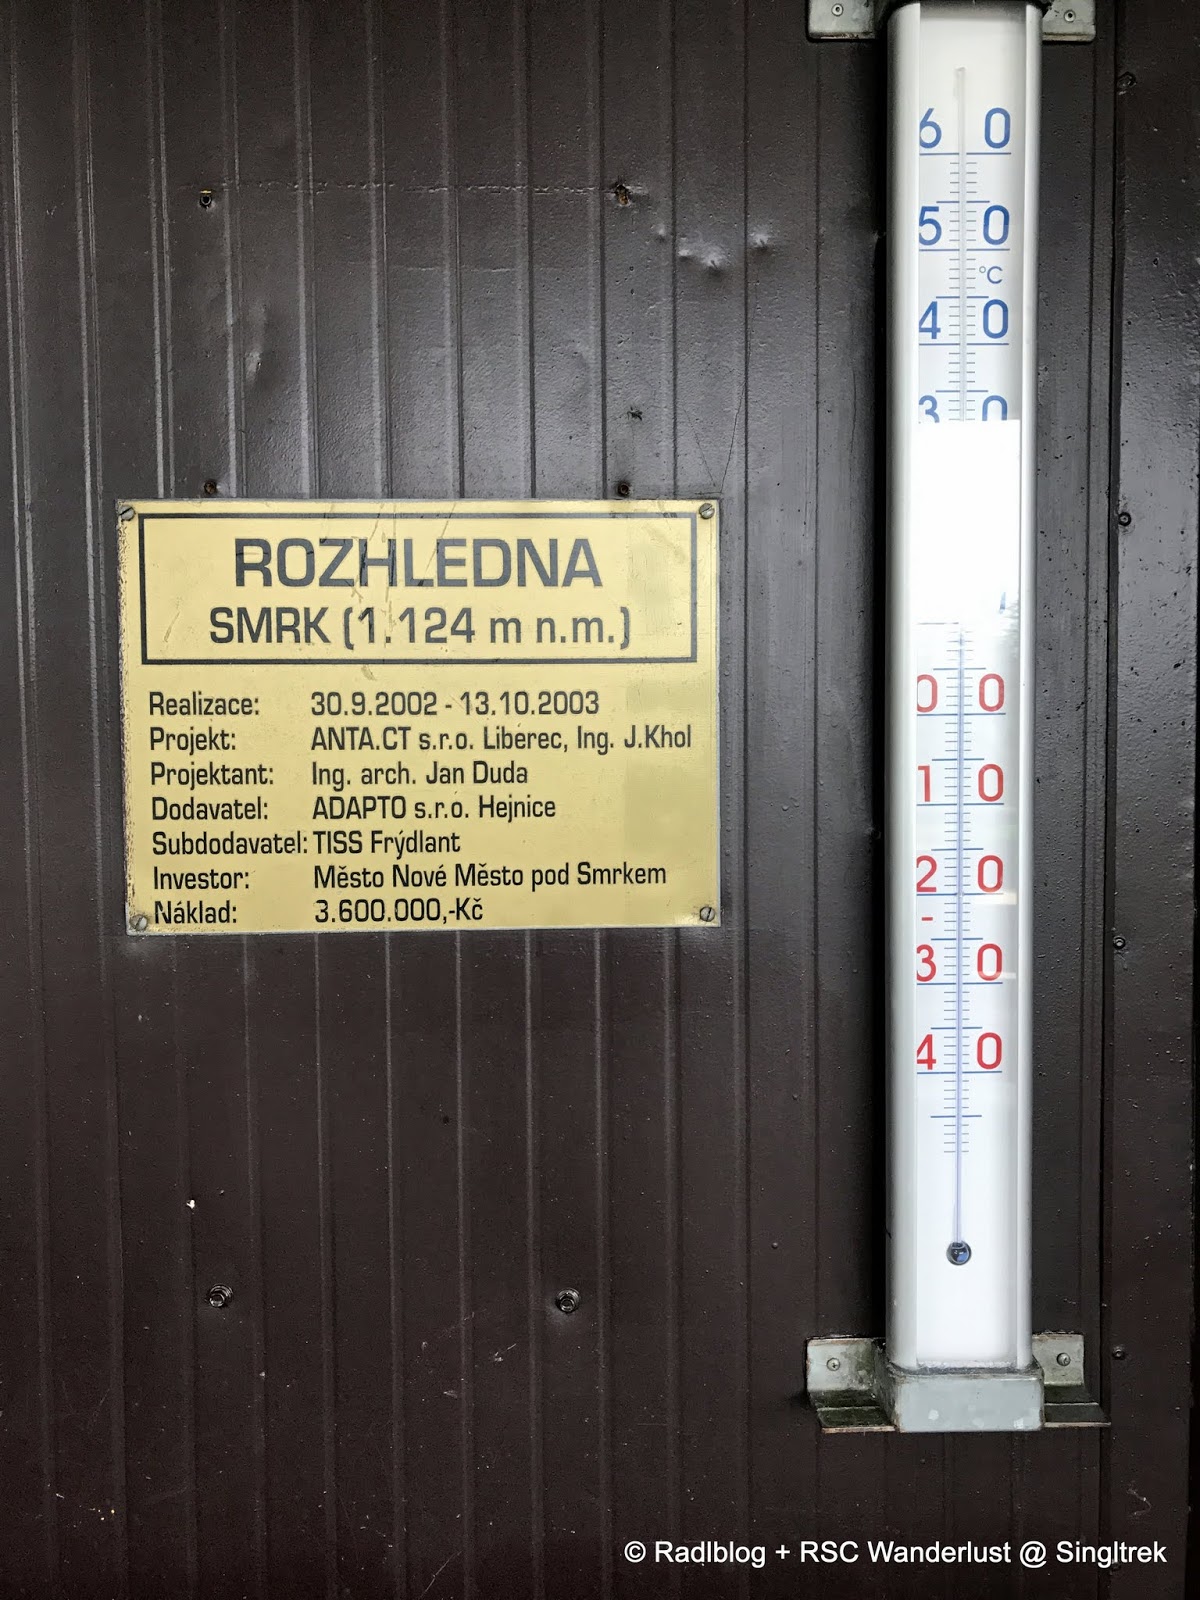 ROZHLEDNA
SMRK (1.124 m n.m.)
Realizace: 30.9.2002 - 13.10.2003
Projekt: ANTA.CT s.r.o. Liberec, Ing. J.Khol
Projektant: Ing. arch. Jan Duda
Dodavatel: ADAPTO s.r.o. Hejnice
Subdodavatel: TISS Frýdlant
Investor: Město Nové Město pod Smrkem
Náklad: 3.600.000,-Kč
60
50
°C
40
30
00
10
20
-
30
40
© Radlblog + RSC Wanderlust @ Singltrek